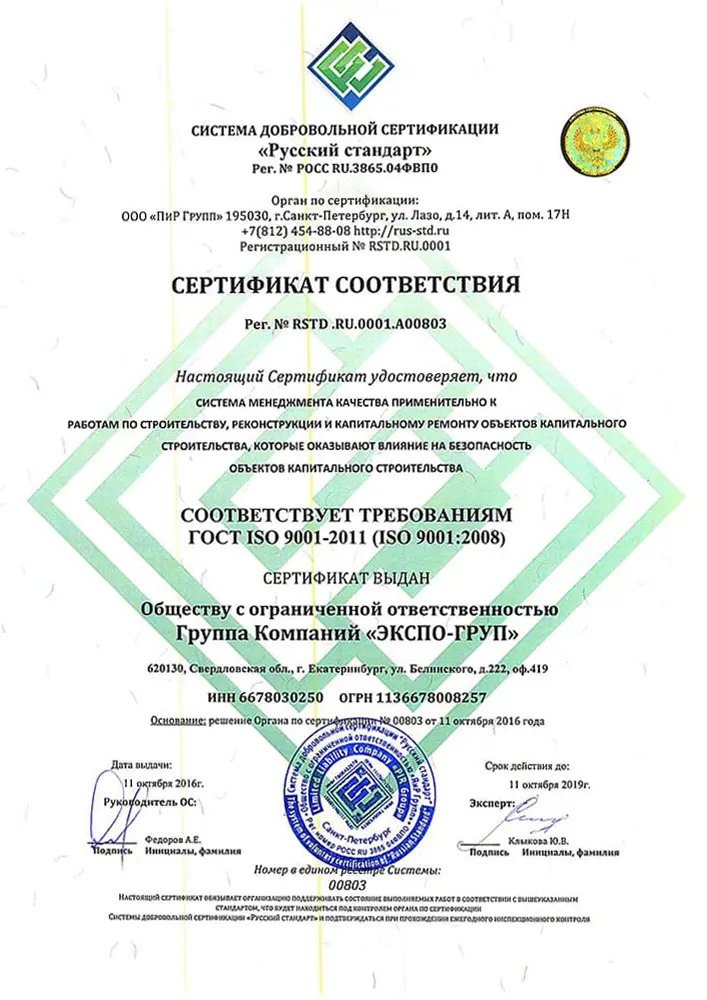 СИСТЕМА ДОБРОВОЛЬНОЙ СЕРТИФИКАЦИИ
«Русский стандарт»
Рег. № РОСС RU.3865.04ФВП0
Орган по сертификации:
ООО «ПиР ГРУПП» 195030, г.Санкт-Петербург, ул. Лазо, д.14, лит. А, пом. 17Н
+7(812) 454-88-08 http://rus-std.ru
Регистрационный № RSTD.RU.0001
СЕРТИФИКАТ СООТВЕТСТВИЯ
Рег. № RSTD .RU.0001.A00803
Настоящий Сертификат удостоверяет, что
СИСТЕМА МЕНЕДЖМЕНТА КАЧЕСТВА ПРИМЕНИТЕЛЬНО К
РАБОТАМ ПО СТРОИТЕЛЬСТВУ, РЕКОНСТРУКЦИИ И КАПИТАЛЬНОМУ РЕМОНТУ ОБЪЕКТОВ КАПИТАЛЬНОГО
СТРОИТЕЛЬСТВА, КОТОРЫЕ ОКАЗЫВАЮТ ВЛИЯНИЕ НА БЕЗОПАСНОСТЬ
ОБЪЕКТОВ КАПИТАЛЬНОГО СТРОИТЕЛЬСТВА
СООТВЕТСТВУЕТ ТРЕБОВАНИЯМ
ГОСТ ISO 9001-2011 (ISO 9001:2008)
СЕРТИФИКАТ ВЫДАН
Обществу с ограниченной ответственностью
Группа Компаний «ЭКСПО-ГРУП»
620130, Свердловская обл., г. Екатеринбург, ул. Белинского, д.222, оф.419
ИНН 6678030250 ОГРН 1136678008257
Основание: решение Органа по сертификации № 00803 от 11 октября 2016 года
Дата выдачи:
11 октября 2016г.
Руководитель ОС:
Федоров А.Е.
Подпись Инициалы, фамилия
Срок действия до:
11 октября 2019г.
Эксперт:
Клыкова Ю.В.
Подпись Инициалы, фамилия
Система добровольной сертификации "Русский стандарт"
The system of voluntary certification of "Russian Standard"
Общество с ограниченной ответственностью "ПиР Групп"
Limited Liability Company "PIR Group"
Рег. номер РОСС RU 3865 04ФВП0
Санкт-Петербург
Номер в едином реестре Системы:
00803
НАСТОЯЩИЙ СЕРТИФИКАТ ОБЯЗЫВАЕТ ОРГАНИЗАЦИЮ ПОДДЕРЖИВАТЬ СОСТОЯНИЕ ВЫПОЛНЯЕМЫХ РАБОТ В СООТВЕТСТВИИ С ВЫШЕУКАЗАННЫМ
СТАНДАРТОМ, ЧТО БУДЕТ НАХОДИТЬСЯ ПОД КОНТРОЛЕМ ОРГАНА ПО СЕРТИФИКАЦИИ
СИСТЕМЫ ДОБРОВОЛЬНОЙ СЕРТИФИКАЦИИ «РУССКИЙ СТАНДАРТ» И ПОДТВЕРЖДАТЬСЯ ПРИ ПРОХОЖДЕНИИ ЕЖЕГОДНОГО ИНСПЕКЦИОННОГО КОНТРОЛЯ